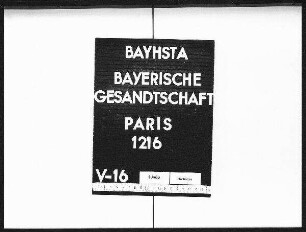 BAYHSTA
BAYERISCHE
GESANDTSCHAFT
PARIS
1216
V-16